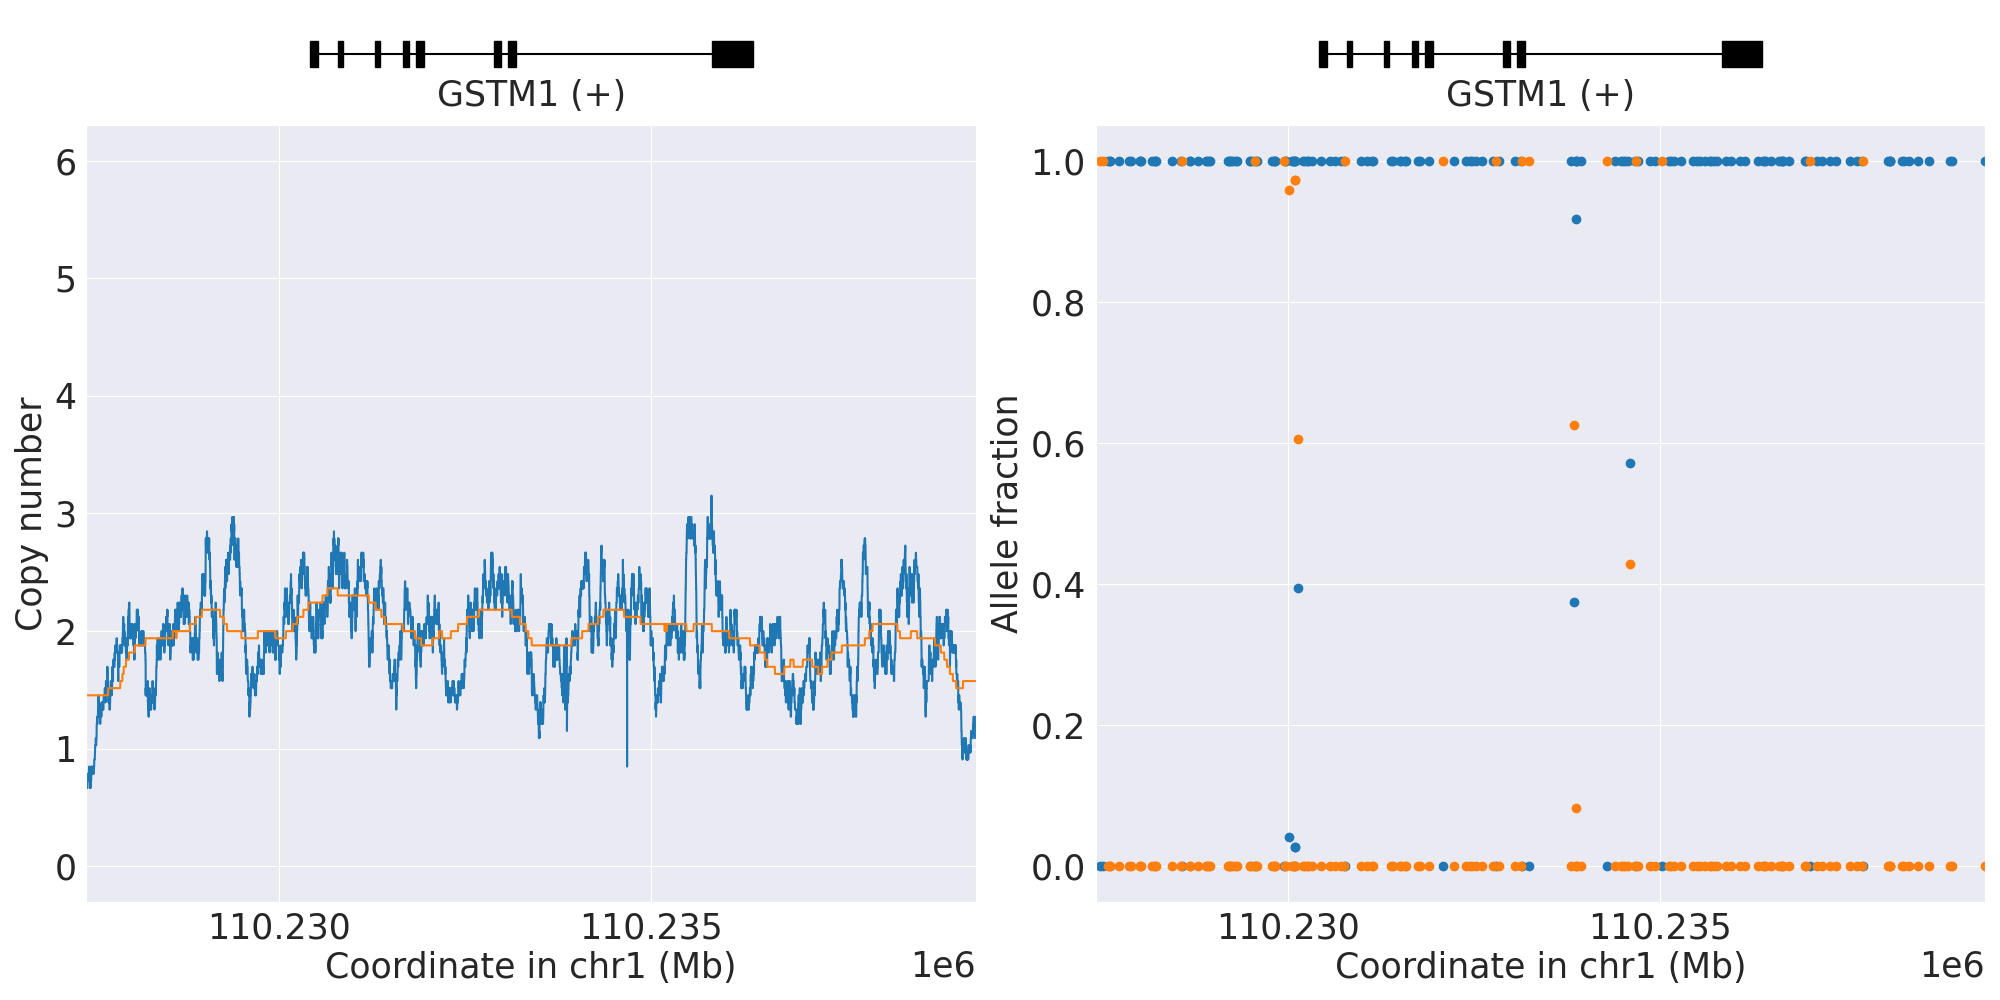 GSTM1 (+)
6
5
4
3
2
1
0
Copy number
110.230
110.235
Coordinate in chr1 (Mb)
1e6
GSTM1 (+)
1.0
0.8
0.6
0.4
0.2
0.0
Allele fraction
110.230
110.235
Coordinate in chr1 (Mb)
1e6